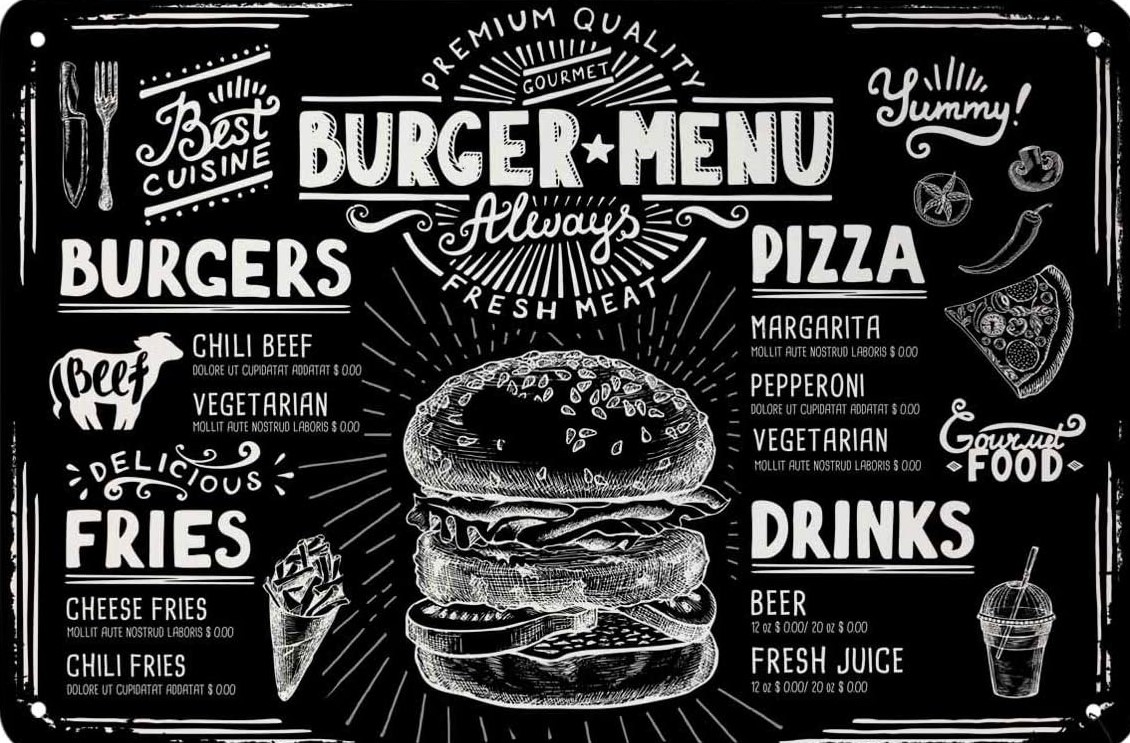 PREMIUM QUALITY
GOURMET
Best
CUISINE
BURGER★MENU
Yummy!
Always
FRESH MEAT
BURGERS
Beef
CHILI BEEF
DOLORE UT CUPIDATAT ADDATAT $ 0.00
VEGETARIAN
MOLLIT AUTE NOSTRUD LABORIS $ 0.00
DELICIOUS
FRIES
CHEESE FRIES
MOLLIT AUTE NOSTRUD LABORIS $ 0.00
CHILI FRIES
DOLORE UT CUPIDATAT ADDATAT $ 0.00
PIZZA
MARGARITA
MOLLIT AUTE NOSTRUD LABORIS $ 0.00
PEPPERONI
DOLORE UT CUPIDATAT ADDATAT $ 0.00
VEGETARIAN
MOLLIT AUTE NOSTRUD LABORIS $ 0.00
Gourmet
FOOD
DRINKS
BEER
12 oz $ 0.00/ 20 oz $ 0.00
FRESH JUICE
12 oz $ 0.00/ 20 oz $ 0.00